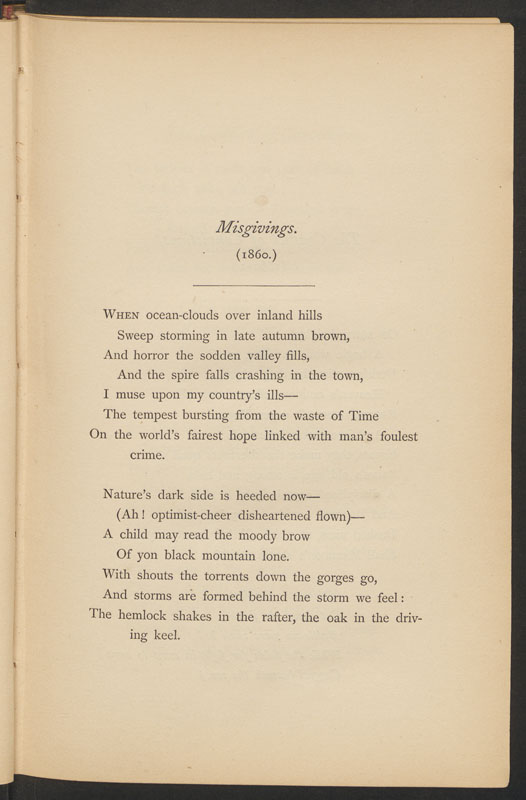 Misgivings.
(1860.)
WHEN ocean-clouds over inland hills
Sweep storming in late autumn brown,
And horror the sodden valley fills,
And the spire falls crashing in the town,
I muse upon my country's ills—
The tempest bursting from the waste of Time
On the world's fairest hope linked with man's foulest
crime.
Nature's dark side is heeded now—
(Ah! optimist-cheer disheartened flown)—
A child may read the moody brow
Of yon black mountain lone.
With shouts the torrents down the gorges go,
And storms are formed behind the storm we feel:
The hemlock shakes in the rafter, the oak in the driv-
ing keel.